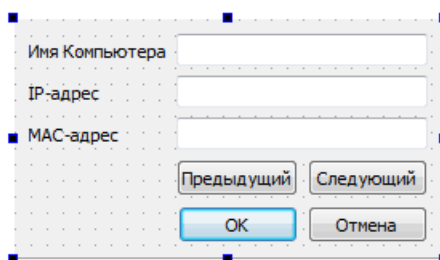 Имя Компьютера
IP-адрес
MAC-адрес
Предыдущий Следующий
OK Отмена